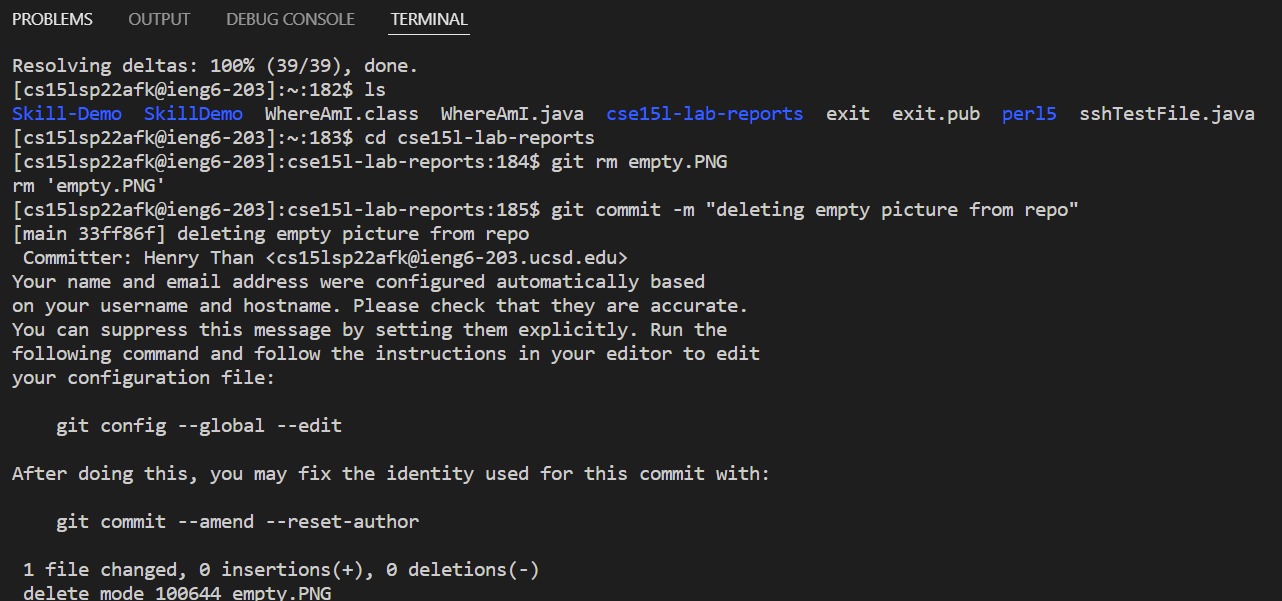 PROBLEMS OUTPUT DEBUG CONSOLE TERMINAL
Resolving deltas: 100% (39/39), done.
[cs15lsp22afk@ieng6-203]:~:182$ ls
Skill-Demo SkillDemo WhereAmI.class WhereAmI.java cse15l-lab-reports exit exit.pub perl5 sshTestFile.java
[cs15lsp22afk@ieng6-203]:~:183$ cd cse15l-lab-reports
[cs15lsp22afk@ieng6-203]:cse15l-lab-reports:184$ git rm empty.PNG
rm 'empty.PNG'
[cs15lsp22afk@ieng6-203]:cse15l-lab-reports:185$ git commit -m "deleting empty picture from repo"
[main 33ff86f] deleting empty picture from repo
 Committer: Henry Than <cs15lsp22afk@ieng6-203.ucsd.edu>
Your name and email address were configured automatically based
on your username and hostname. Please check that they are accurate.
You can suppress this message by setting them explicitly. Run the
following command and follow the instructions in your editor to edit
your configuration file:
    git config --global --edit
After doing this, you may fix the identity used for this commit with:
    git commit --amend --reset-author
 1 file changed, 0 insertions(+), 0 deletions(-)
 delete mode 100644 empty.PNG